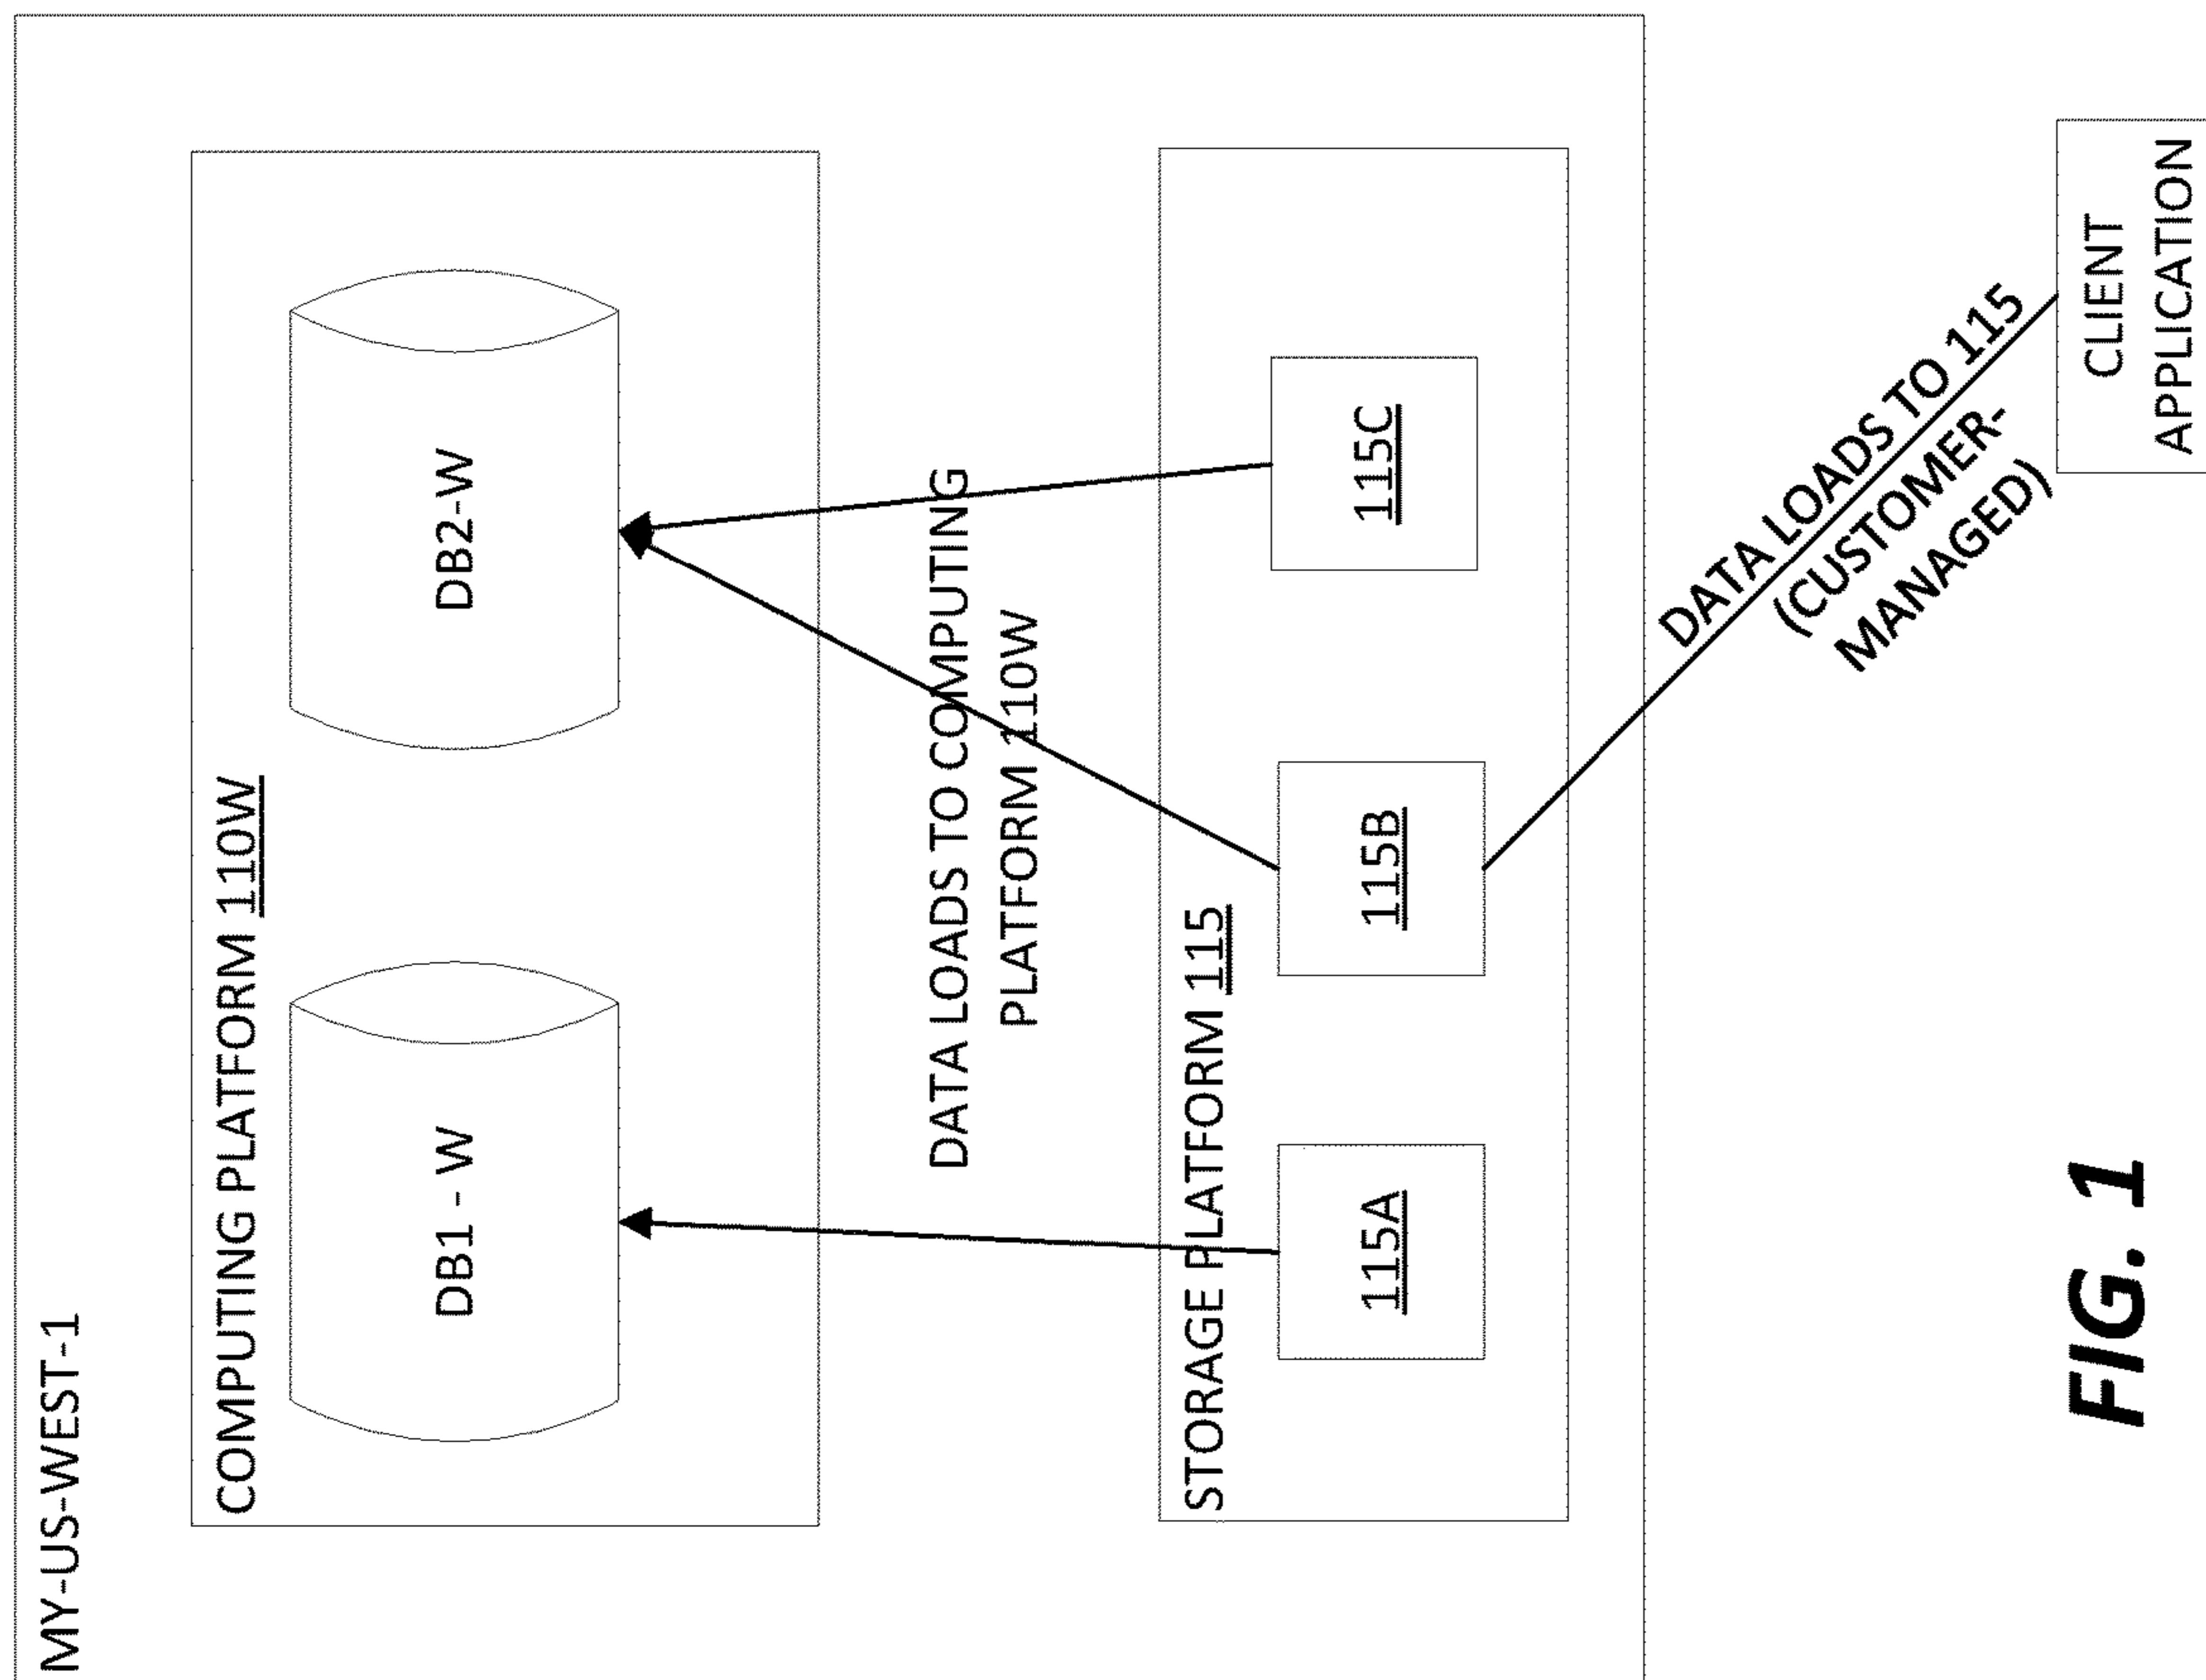 MY-US-WEST-1
COMPUTING PLATFORM 110W
DB1 - W
DB2-W
DATA LOADS TO COMPUTING
PLATFORM 110W
STORAGE PLATFORM 115
115A
115B
115C
DATA LOADS TO 115
(CUSTOMER-
MANAGED)
CLIENT
APPLICATION
FIG. 1